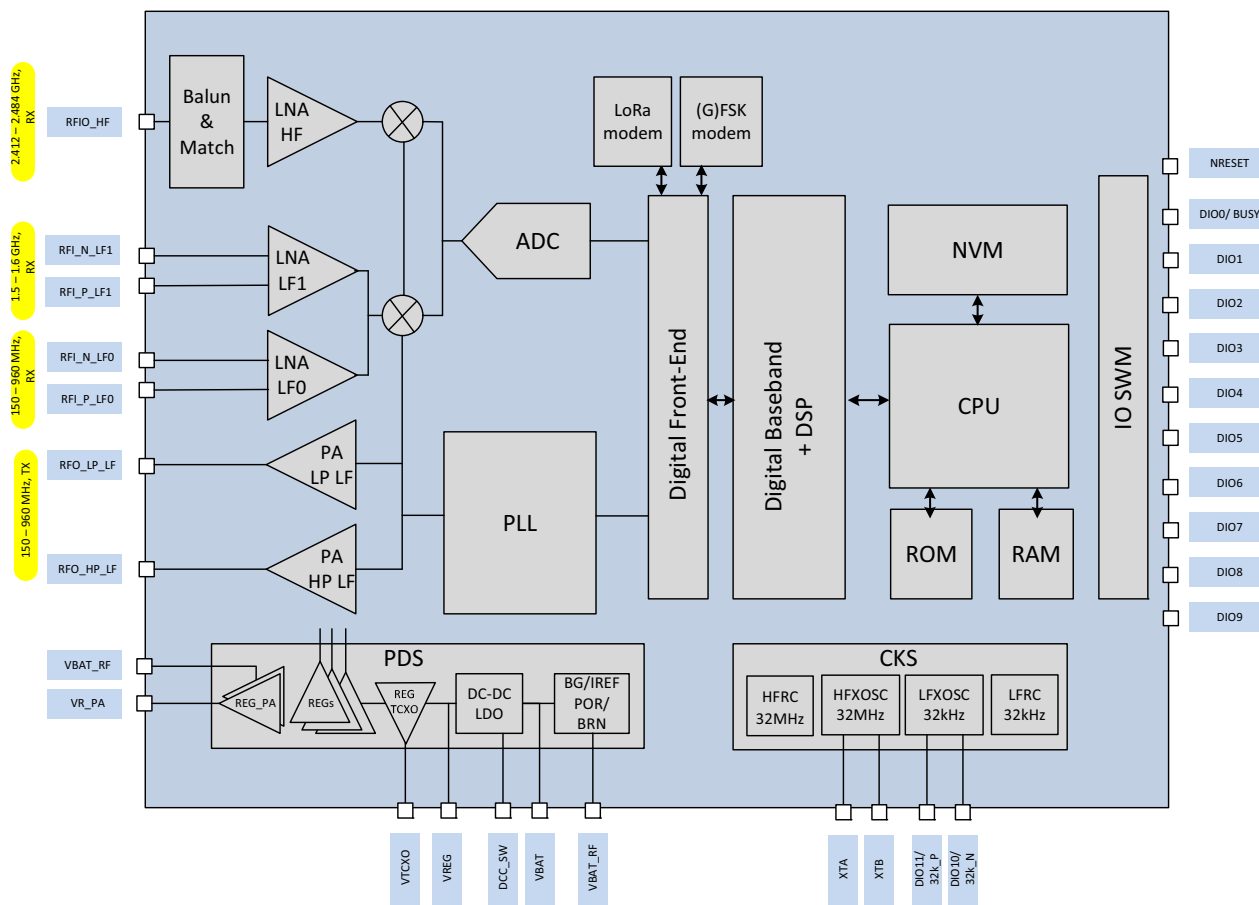 2.412 – 2.484 GHz,
RX
RFIO_HF
Balun
&
Match
LNA
HF
LoRa
modem
(G)FSK
modem
1.5 – 1.6 GHz,
RX
RFI_N_LF1
RFI_P_LF1
LNA
LF1
ADC
150 – 960 MHz,
RX
RFI_N_LF0
RFI_P_LF0
LNA
LF0
150 – 960 MHz, TX
RFO_LP_LF
RFO_HP_LF
PA
LP LF
PA
HP LF
PLL
Digital Front-End
Digital Baseband
+ DSP
NVM
CPU
ROM
RAM
IO SWM
NRESET
DIO0/ BUSY
DIO1
DIO2
DIO3
DIO4
DIO5
DIO6
DIO7
DIO8
DIO9
VBAT_RF
VR_PA
PDS
REG_PA
REGs
REG
TCXO
DC-DC
LDO
BG/IREF
POR/
BRN
CKS
HFRC
32MHz
HFXOSC
32MHz
LFXOSC
32kHz
LFRC
32kHz
VTCXO
VREG
DCC_SW
VBAT
VBAT_RF
XTA
XTB
DIO11/
32k_P
DIO10/
32k_N